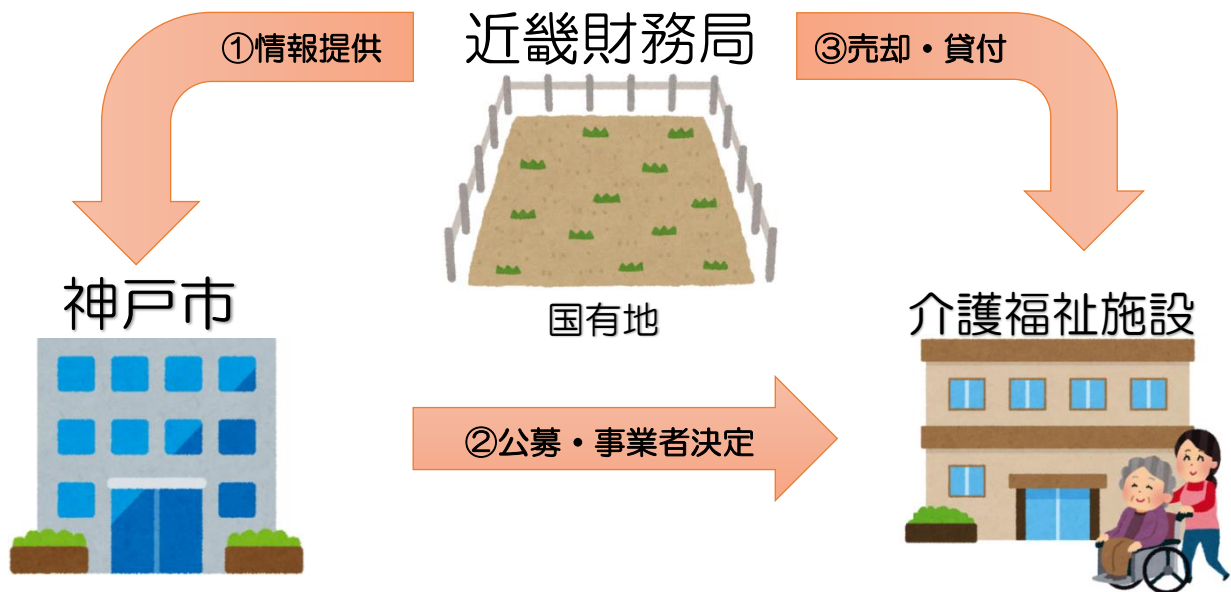 近畿財務局
①情報提供
③売却・貸付
国有地
神戸市
介護福祉施設
②公募・事業者決定